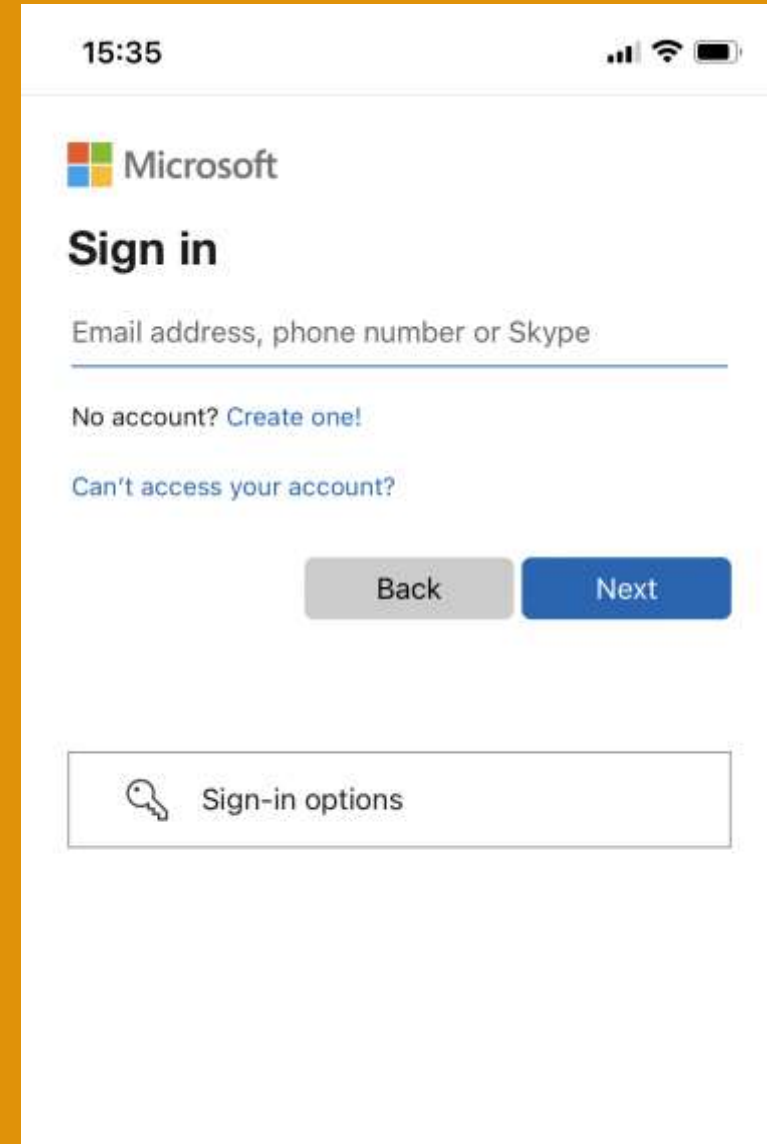 15:35
Microsoft
Sign in
Email address, phone number or Skype
No account? Create one!
Can't access your account?
Back Next
Sign-in options